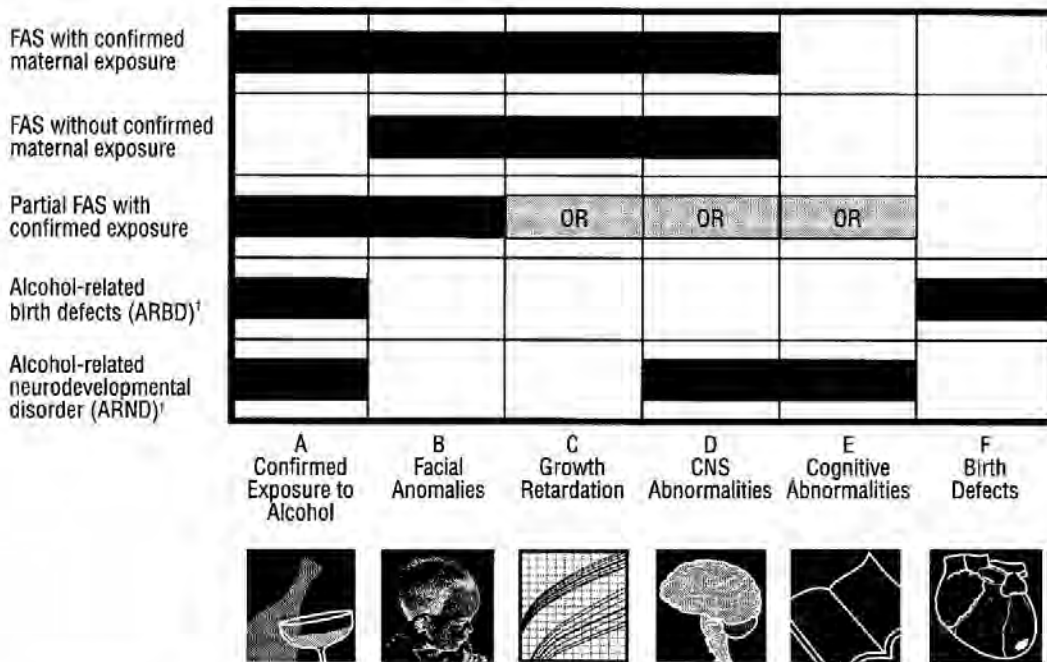 FAS with confirmed
maternal exposure
FAS without confirmed
maternal exposure
Partial FAS with
confirmed exposure
OR
OR
OR
Alcohol-related
birth defects (ARBD)†
Alcohol-related
neurodevelopmental
disorder (ARND)†
A
Confirmed
Exposure to
Alcohol
B
Facial
Anomalies
C
Growth
Retardation
D
CNS
Abnormalities
E
Cognitive
Abnormalities
F
Birth
Defects